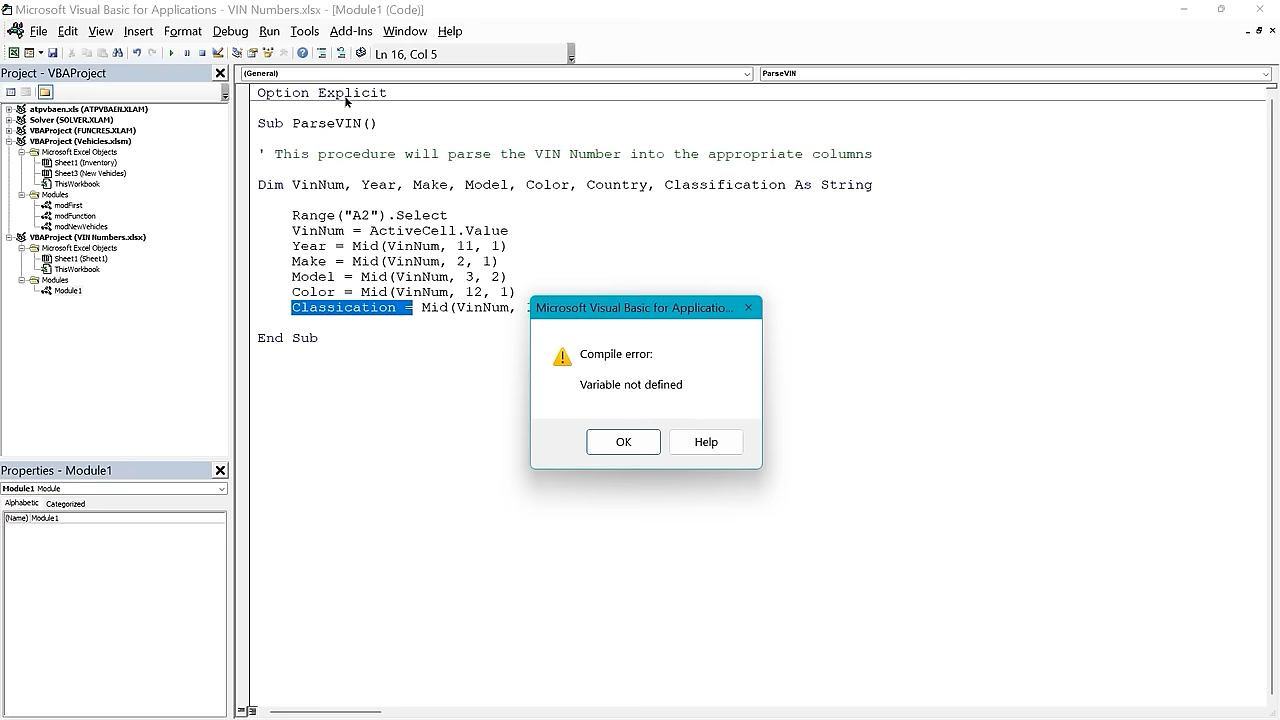 Microsoft Visual Basic for Applications - VIN Numbers.xlsx - [Module1 (Code)]
File Edit View Insert Format Debug Run Tools Add-Ins Window Help
Ln 16, Col 5
Project - VBAProject
(General)
ParseVIN
atpvbaen.xls (ATPVBAEN.XLAM)
Solver (SOLVER.XLAM)
VBAProject (FUNCRES.XLAM)
VBAProject (Vehicles.xlsm)
Microsoft Excel Objects
Sheet1 (Inventory)
Sheet3 (New Vehicles)
ThisWorkbook
Modules
modFirst
modFunction
modNewVehicles
VBAProject (VIN Numbers.xlsx)
Microsoft Excel Objects
Sheet1 (Sheet1)
ThisWorkbook
Modules
Module1
Option Explicit
Sub ParseVIN()
' This procedure will parse the VIN Number into the appropriate columns
Dim VinNum, Year, Make, Model, Color, Country, Classification As String
Range("A2").Select
VinNum = ActiveCell.Value
Year = Mid(VinNum, 11, 1)
Make = Mid(VinNum, 2, 1)
Model = Mid(VinNum, 3, 2)
Color = Mid(VinNum, 12, 1)
Classication = Mid(VinNum,
End Sub
Microsoft Visual Basic for Applicatio...
Compile error:
Variable not defined
OK
Help
Properties - Module1
Module1 Module
Alphabetic Categorized
(Name) Module1